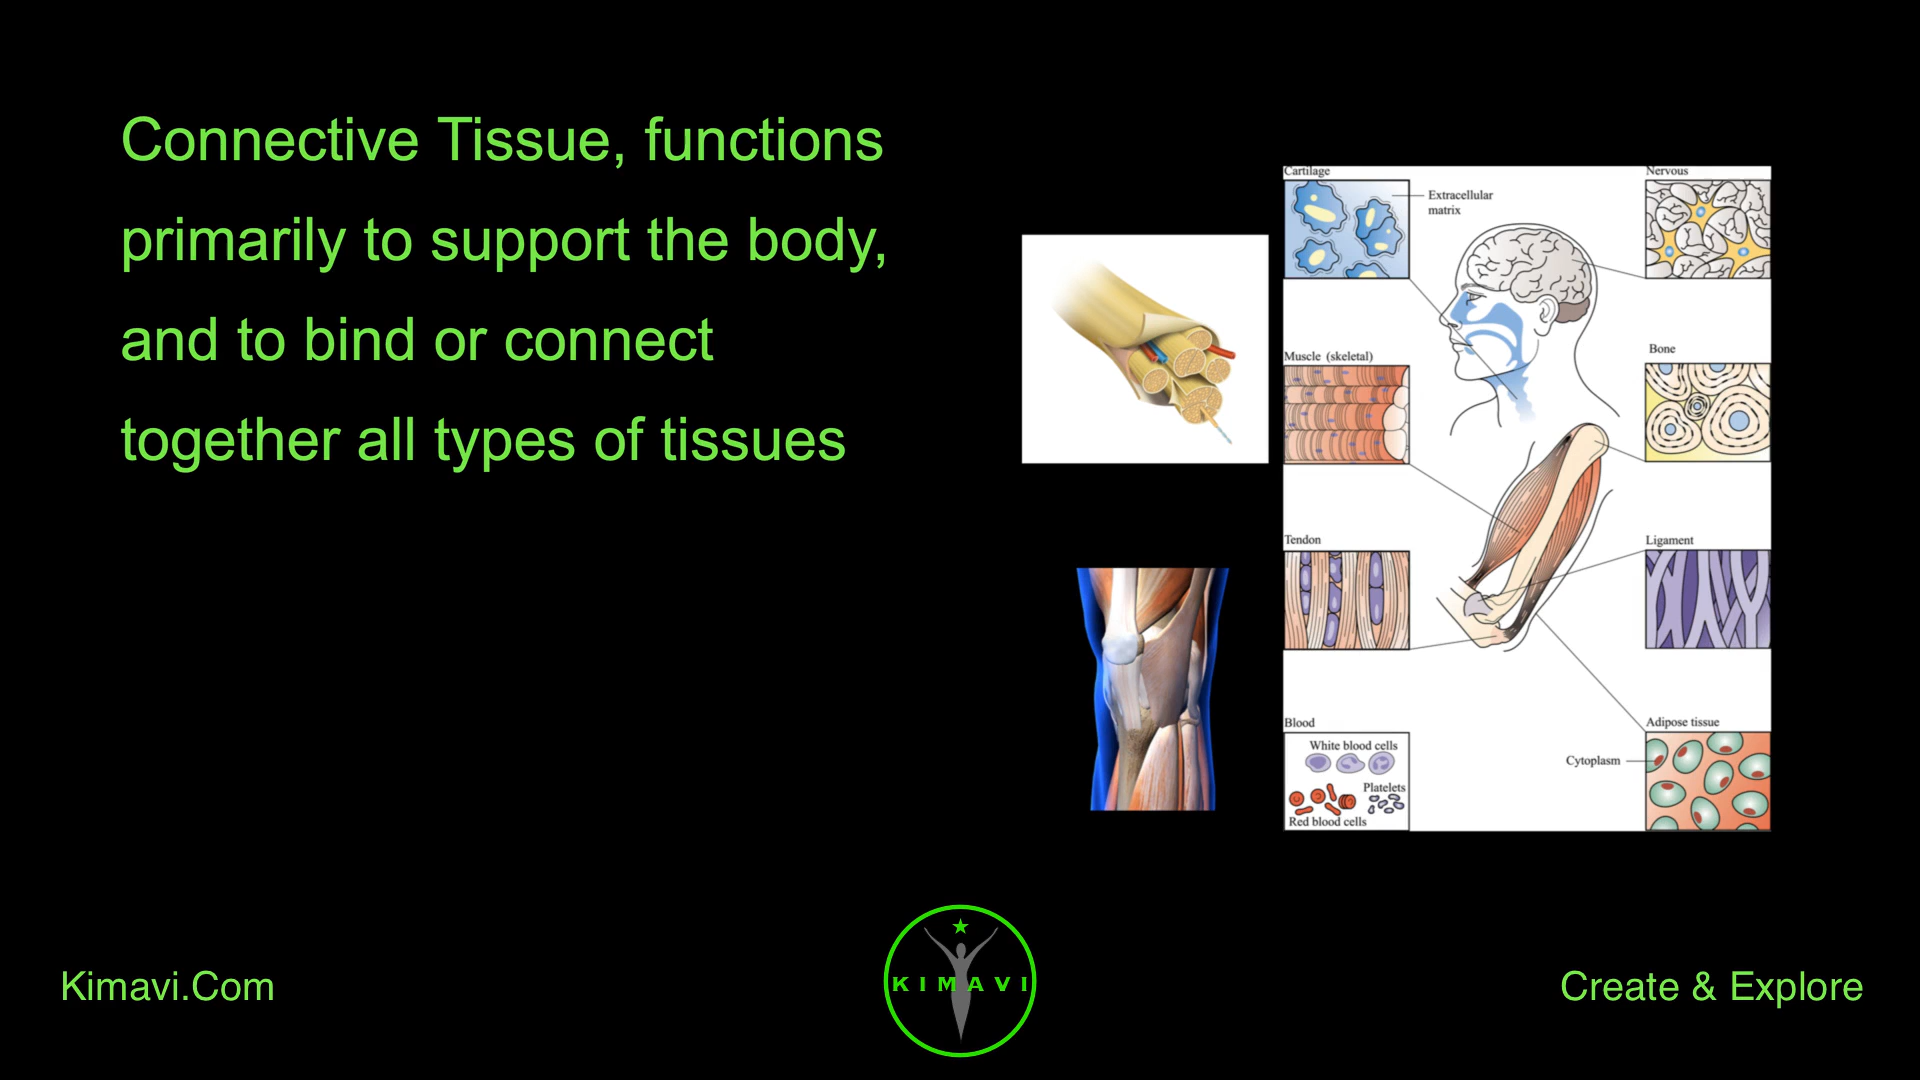 Connective Tissue, functions
primarily to support the body,
and to bind or connect
together all types of tissues
Cartilage
Extracellular
matrix
Nervous
Muscle (skeletal)
Bone
Tendon
Ligament
Blood
White blood cells
Platelets
Red blood cells
Adipose tissue
Cytoplasm
Kimavi.Com
KIMAVI
Create & Explore